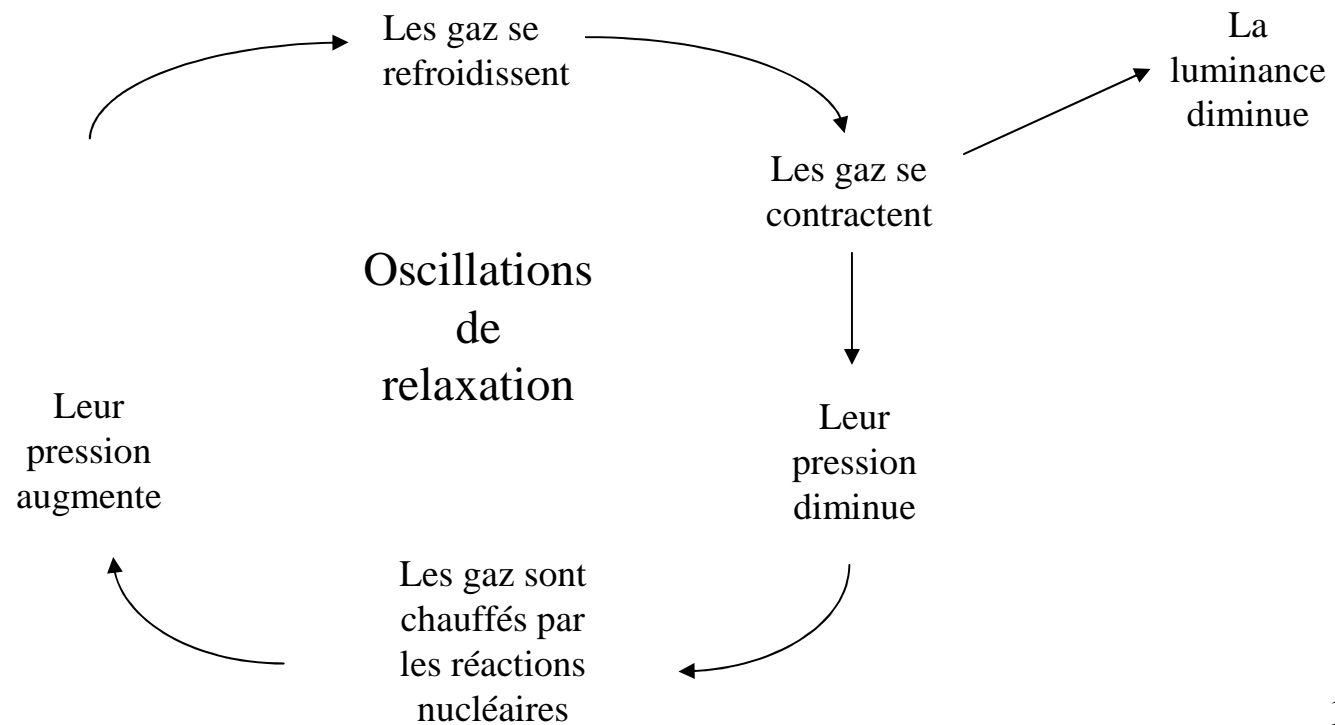 Les gaz se
refroidissent
La
luminance
diminue
Les gaz se
contractent
Oscillations
de
relaxation
Leur
pression
diminue
Les gaz sont
chauffés par
les réactions
nucléaires
Leur
pression
augmente